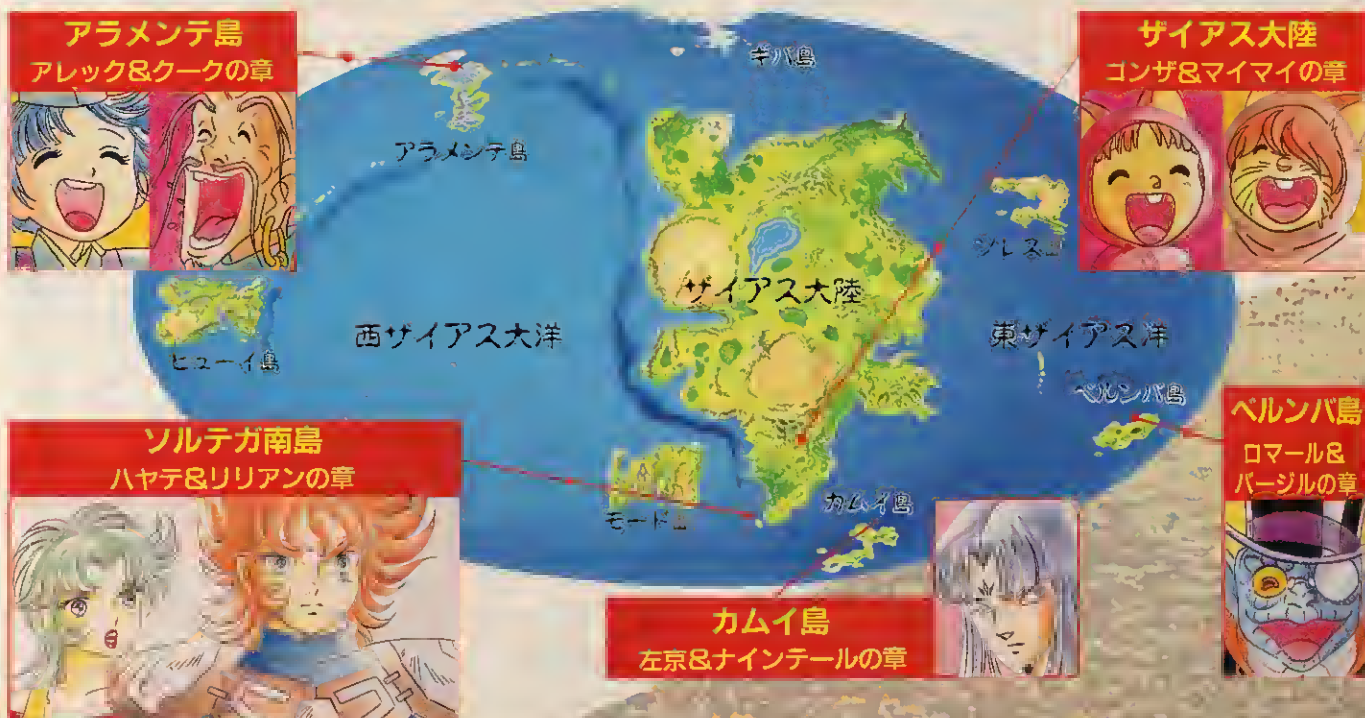 アラメンテ島
アレック&クークの章
ザイアス大陸
ゴンザ&マイマイの章
ギバ島
アラメンテ島
ザイアス大陸
西ザイアス大洋
東ザイアス洋
ヒューイ島
ベルンバ島
ベルンバ島
ロマール&
バージルの章
ソルテガ南島
ハヤテ&リリアンの章
カムイ島
カムイ島
左京&ナインテールの章